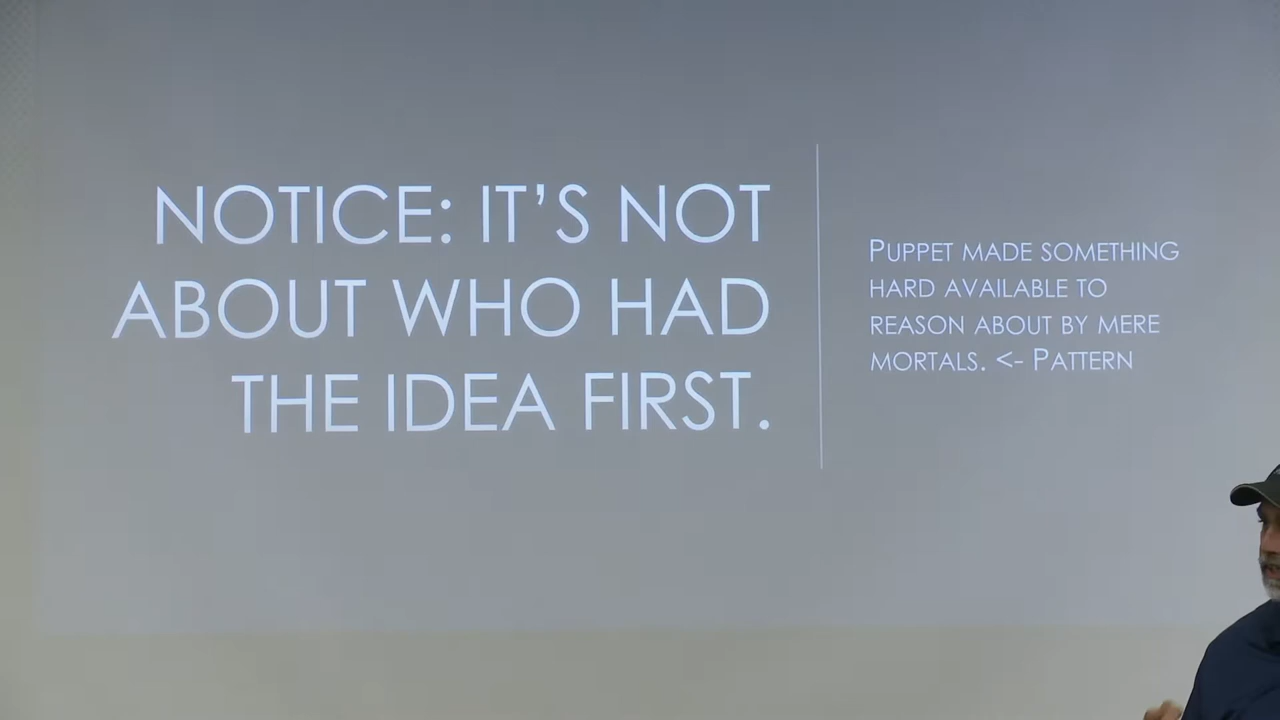 NOTICE: IT'S NOT
ABOUT WHO HAD
THE IDEA FIRST.
PUPPET MADE SOMETHING
HARD AVAILABLE TO
REASON ABOUT BY MERE
MORTALS. <- PATTERN